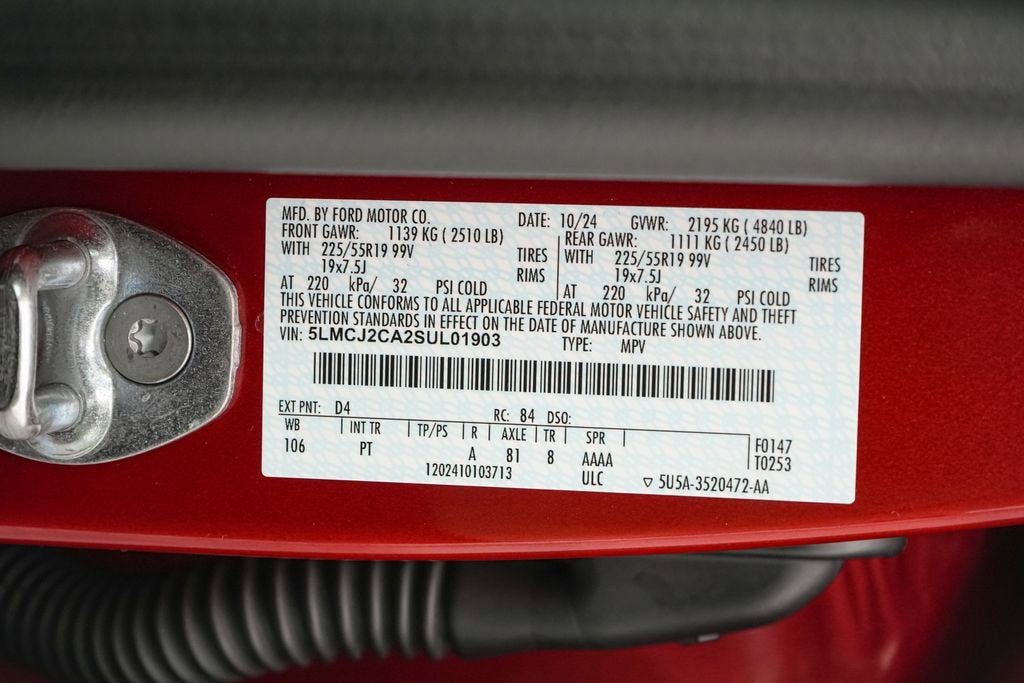 MFD. BY FORD MOTOR CO. DATE: 10/24 GVWR: 2195 KG ( 4840 LB)
FRONT GAWR: 1139 KG ( 2510 LB) REAR GAWR: 1111 KG ( 2450 LB)
WITH 225/55R19 99V TIRES WITH 225/55R19 99V TIRES
19x7.5J RIMS 19x7.5J RIMS
AT 220 kPa/ 32 PSI COLD AT 220 kPa/ 32 PSI COLD
THIS VEHICLE CONFORMS TO ALL APPLICABLE FEDERAL MOTOR VEHICLE SAFETY AND THEFT
PREVENTION STANDARDS IN EFFECT ON THE DATE OF MANUFACTURE SHOWN ABOVE.
VIN: 5LMCJ2CA2SUL01903 TYPE: MPV
EXT PNT: D4 RC: 84 DSO:
WB INT TR TP/PS R AXLE TR SPR F0147
106 PT A 81 8 AAAA T0253
1202410103713 ULC ▽ 5U5A-3520472-AA